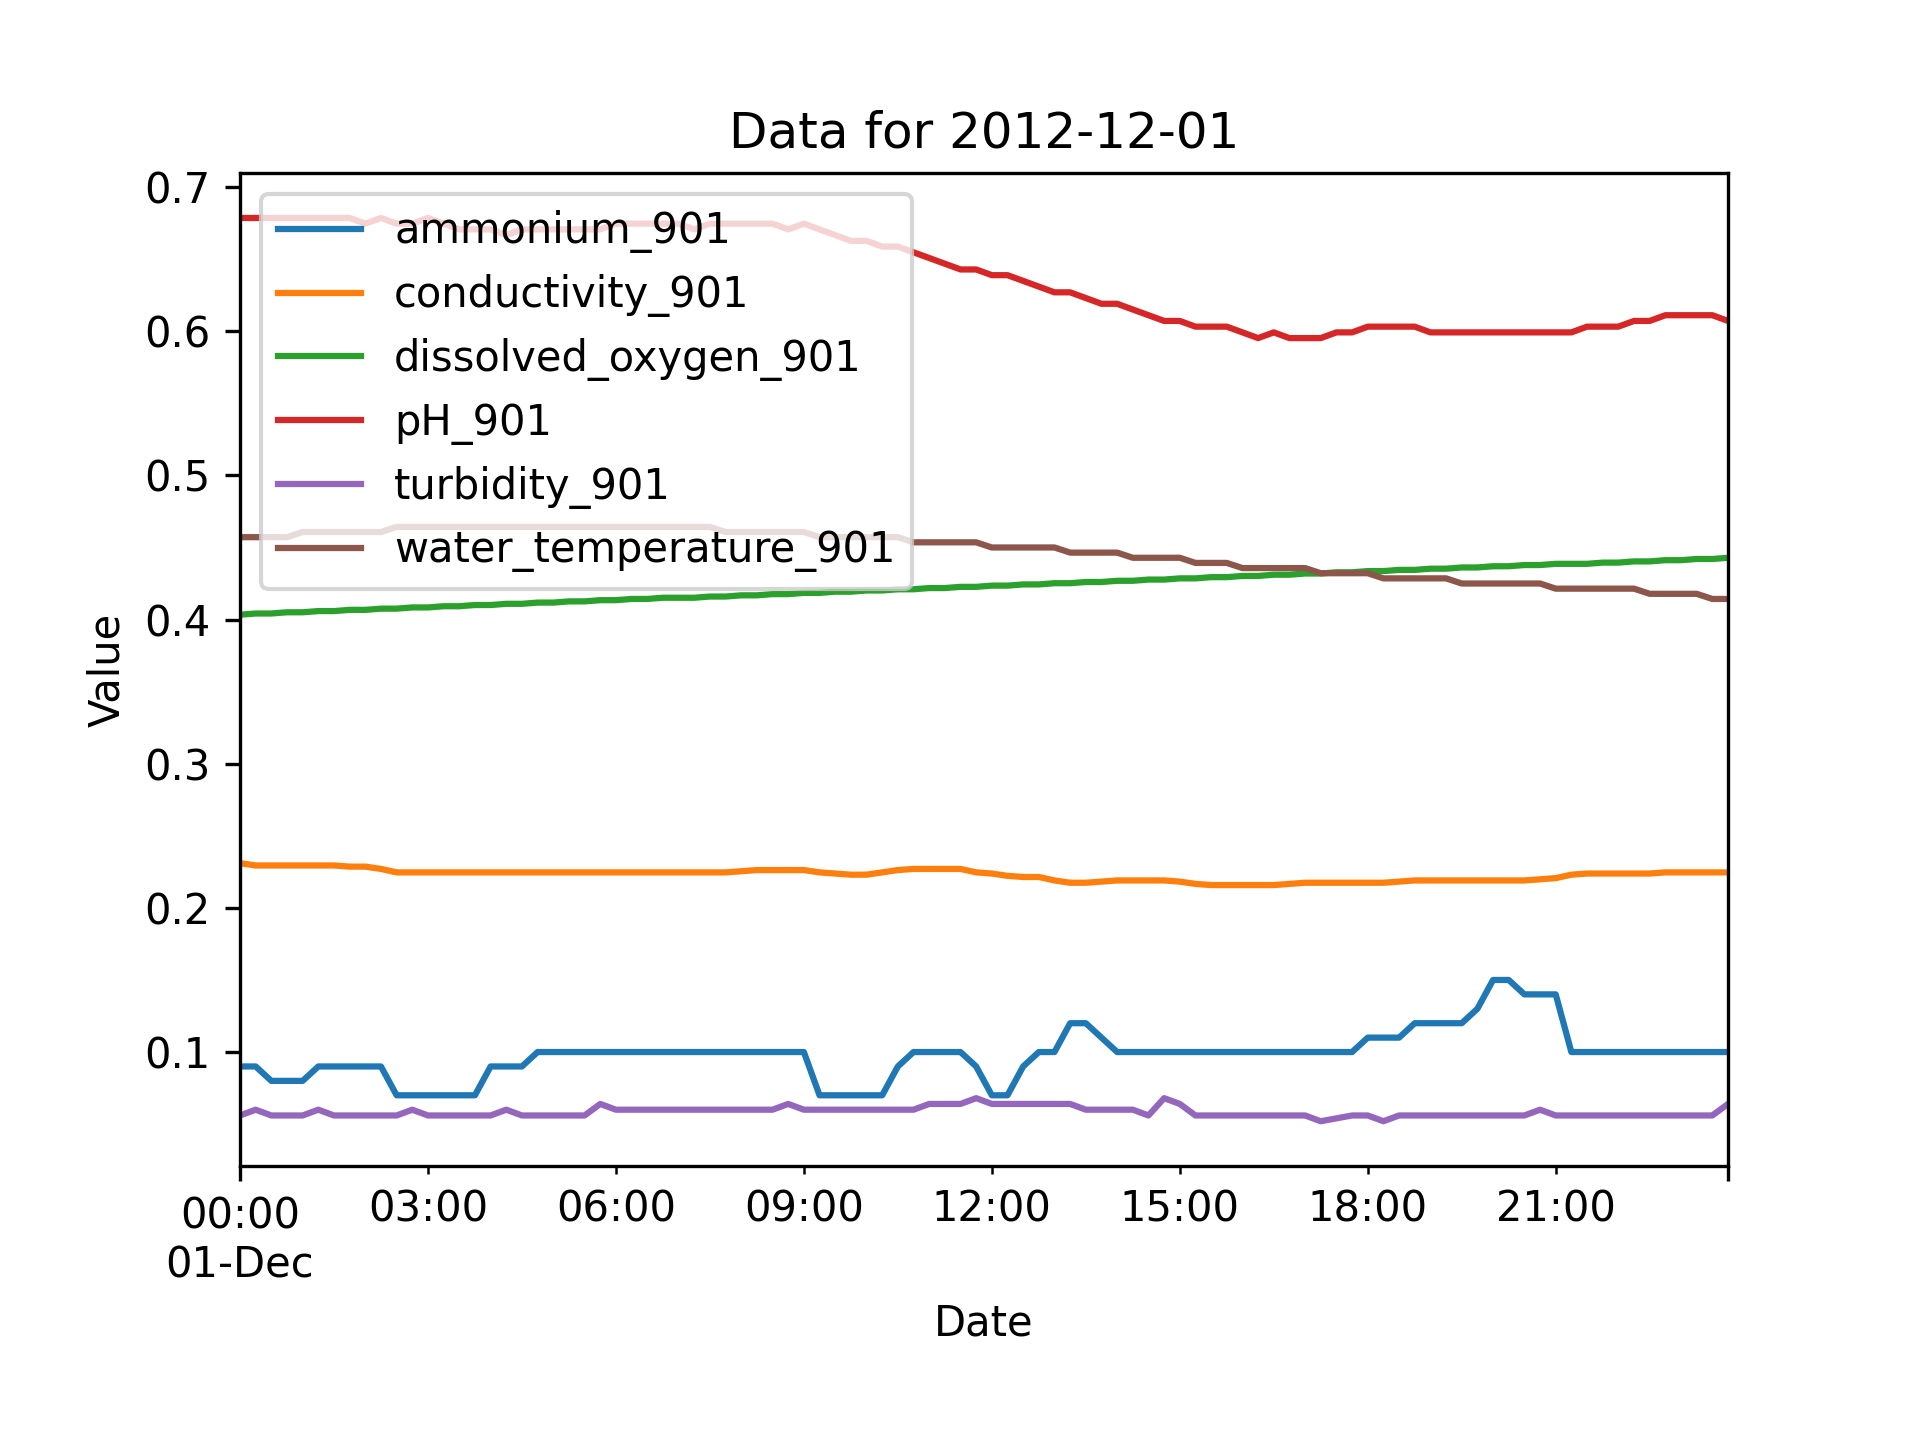 Data for 2012-12-01
0.7
0.6
0.5
0.4
0.3
0.2
0.1
Value
ammonium_901
conductivity_901
dissolved_oxygen_901
pH_901
turbidity_901
water_temperature_901
00:00 03:00 06:00 09:00 12:00 15:00 18:00 21:00
01-Dec
Date